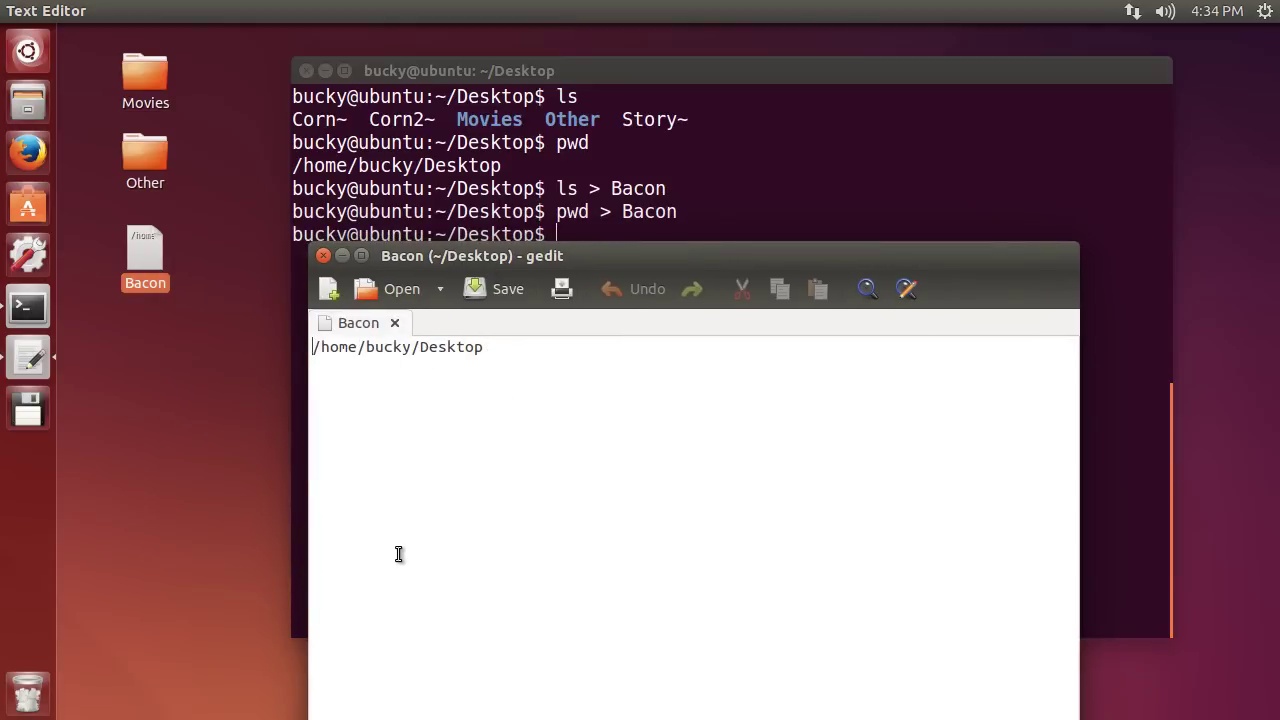 Text Editor
4:34 PM
Movies
Other
/home
Bacon
bucky@ubuntu: ~/Desktop
bucky@ubuntu:~/Desktop$ ls
Corn~  Corn2~  Movies  Other  Story~
bucky@ubuntu:~/Desktop$ pwd
/home/bucky/Desktop
bucky@ubuntu:~/Desktop$ ls > Bacon
bucky@ubuntu:~/Desktop$ pwd > Bacon
bucky@ubuntu:~/Desktop$
Bacon (~/Desktop) - gedit
Open Save Undo
Bacon
/home/bucky/Desktop